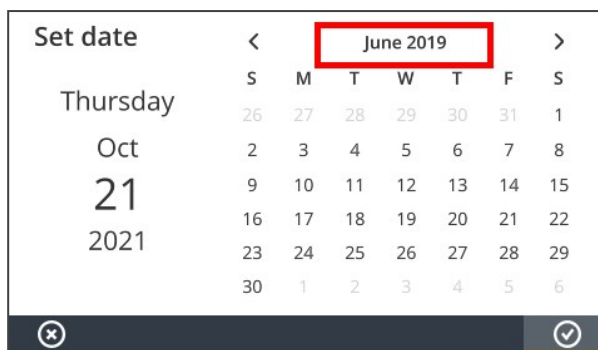 Set date
Thursday
Oct
21
2021
June 2019
S M T W T F S
26 27 28 29 30 31 1
2 3 4 5 6 7 8
9 10 11 12 13 14 15
16 17 18 19 20 21 22
23 24 25 26 27 28 29
30 1 2 3 4 5 6